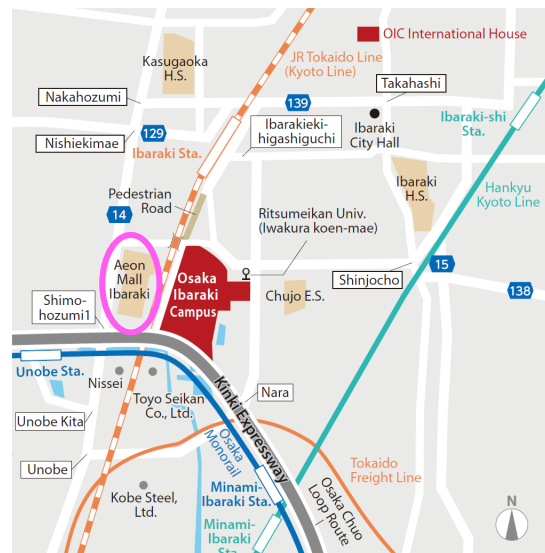 OIC International House
Kasugaoka
H.S.
JR Tokaido Line
(Kyoto Line)
Takahashi
Nakahozumi
139
Ibarakieki-
higashiguchi
Ibaraki
City Hall
Ibaraki-shi
Sta.
129
Nishiekimae
Ibaraki Sta.
Ibaraki
H.S.
Hankyu
Kyoto Line
Pedestrian
Road
14
Ritsumeikan Univ.
(Iwakura koen-mae)
Aeon
Mall
Ibaraki
Osaka
Ibaraki
Campus
15
Shinjocho
138
Chujo E.S.
Shimo-
hozumi1
Unobe Sta.
Nissei
Toyo Seikan
Co., Ltd.
Nara
Kinki Expressway
Unobe Kita
Osaka
Monorail
Unobe
Tokaido
Freight Line
Minami-
Ibaraki Sta.
Osaka Chuo
Loop Route
Kobe Steel,
Ltd.
Minami-
Ibaraki
Sta.
N